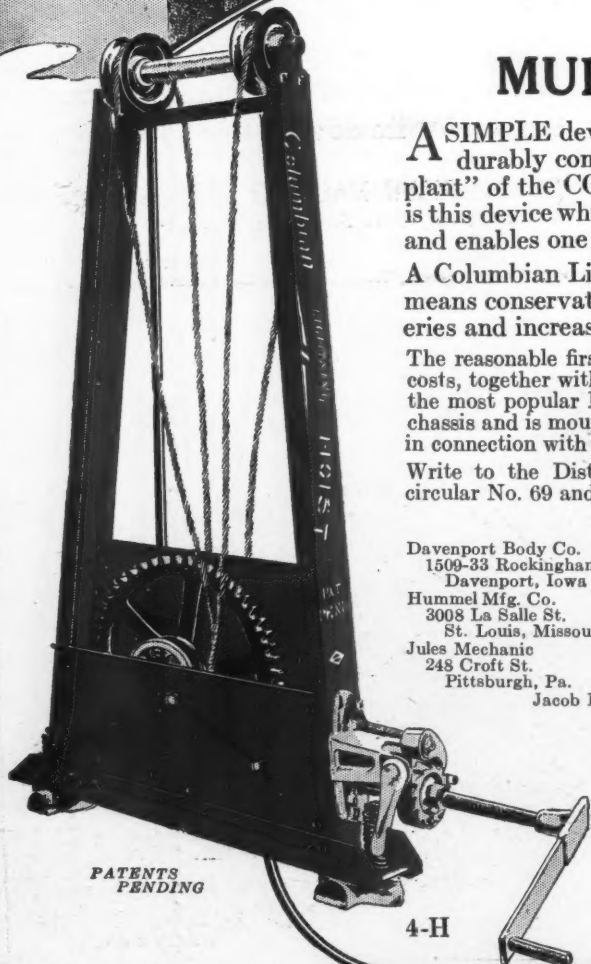 MU
A SIMPLE dev
durably con
plant" of the CO
is this device wh
and enables one
A Columbian Li
means conservat
eries and increas
The reasonable firs
costs, together with
the most popular
chassis and is mou
in connection with
Write to the Dist
circular No. 69 and
Davenport Body Co.
1509-33 Rockingham
Davenport, Iowa
Hummel Mfg. Co.
3008 La Salle St.
St. Louis, Missou
Jules Mechanic
248 Croft St.
Pittsburgh, Pa.
Jacob
Columbian
HOIST
PAT
PATENTS
PENDING
4-H